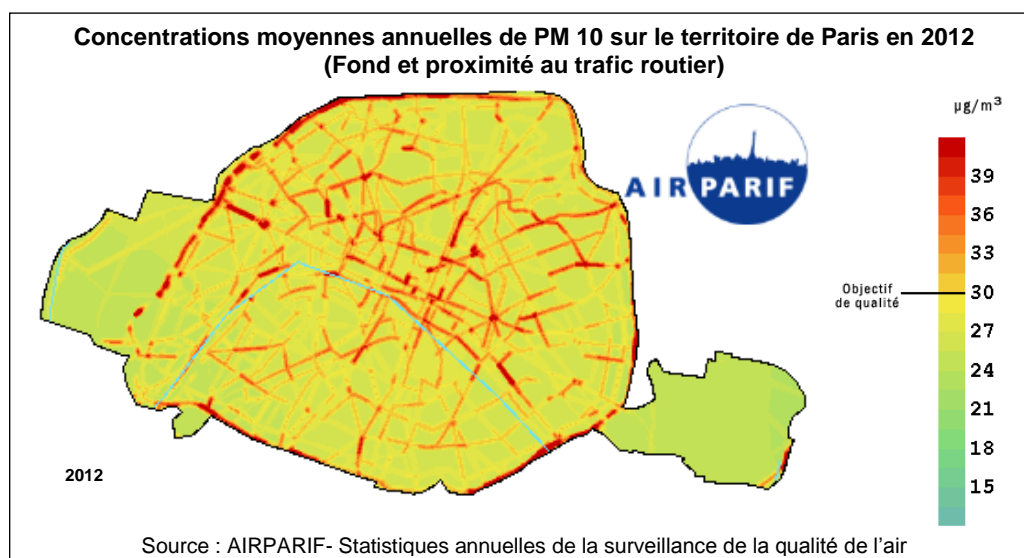 Concentrations moyennes annuelles de PM 10 sur le territoire de Paris en 2012
(Fond et proximité au trafic routier)
µg/m³
AIRPARIF
39
36
33
Objectif
de qualité
30
27
24
21
18
15
2012
Source : AIRPARIF- Statistiques annuelles de la surveillance de la qualité de l'air